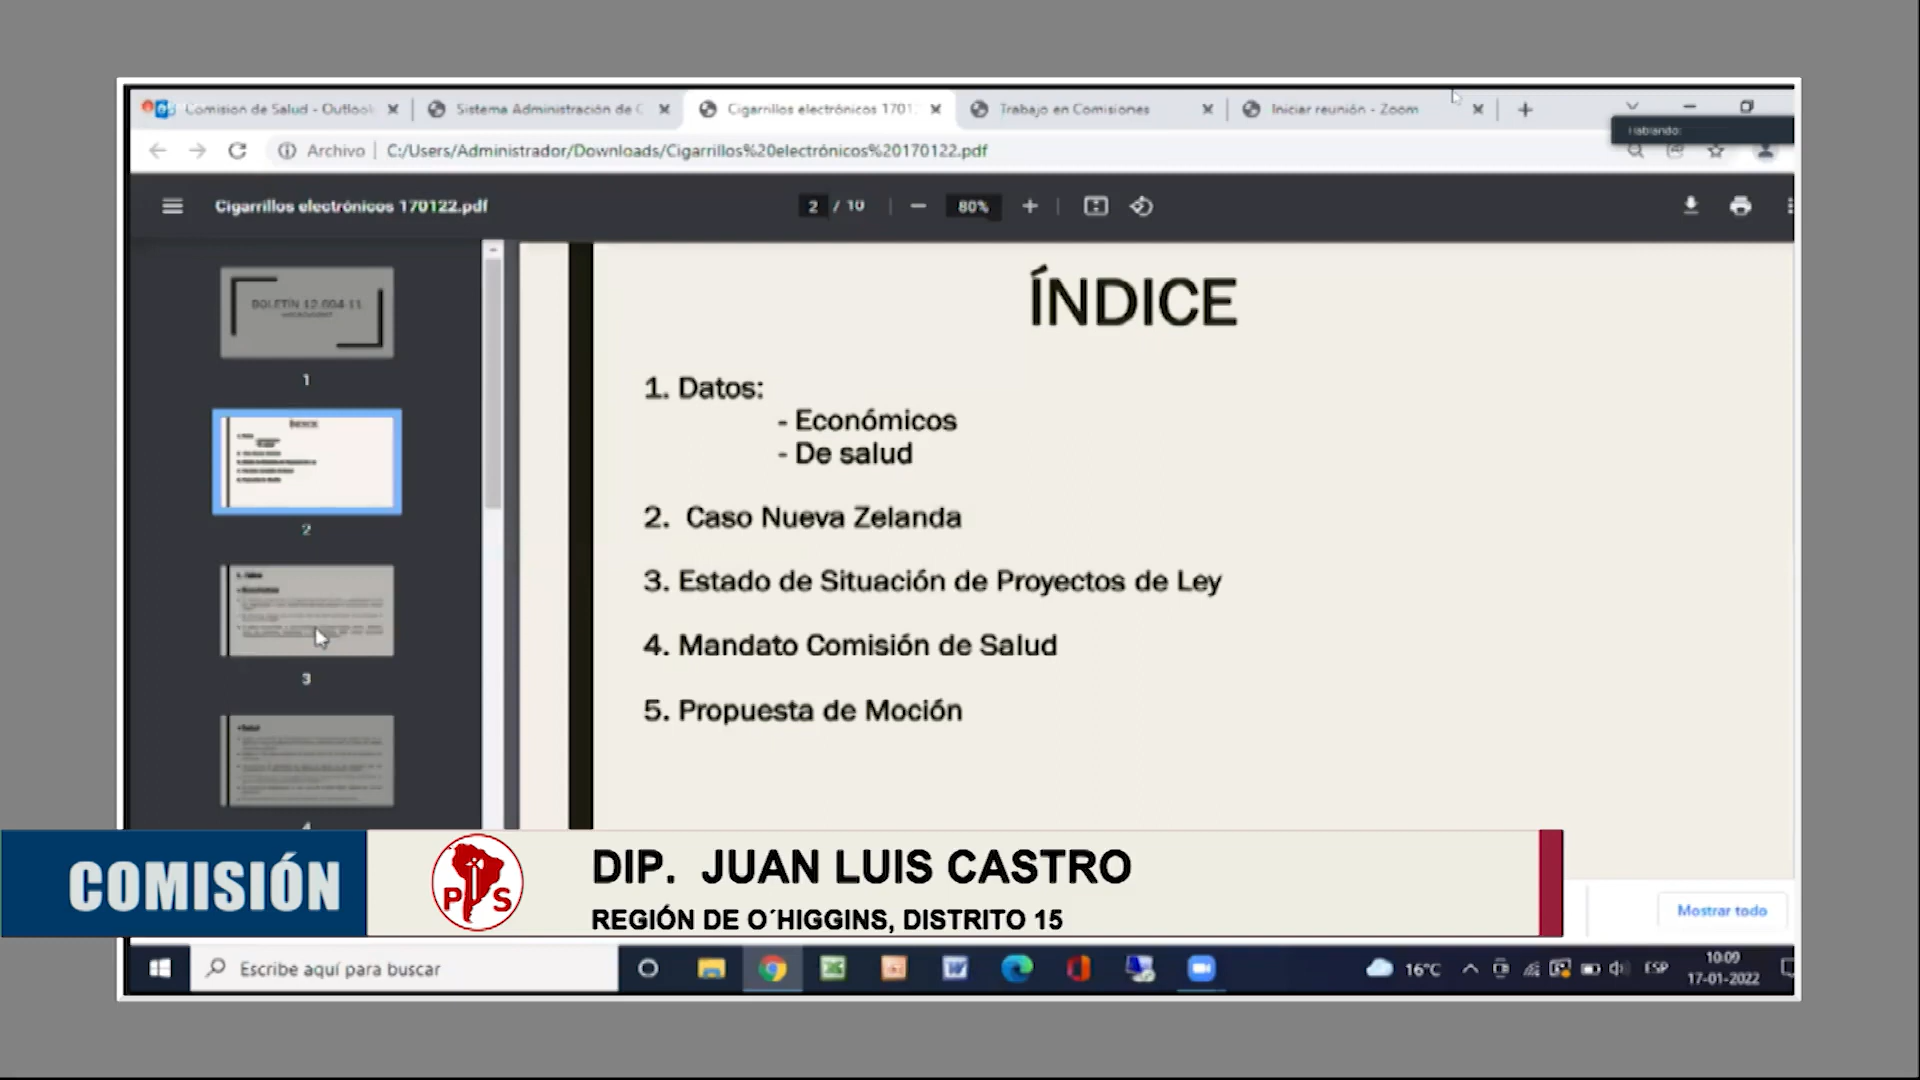 Comision de Salud - Outlook
Sistema Administración de C
Cigarrillos electrónicos 1701
Trabajo en Comisiones
Iniciar reunión - Zoom
Hablando:
Archivo
C:/Users/Administrador/Downloads/Cigarrillos%20electrónicos%20170122.pdf
Cigarrillos electrónicos 170122.pdf
2 / 10
80%
BOLETÍN 12.004-11
1
ÍNDICE
2
3
4
ÍNDICE
1. Datos:
- Económicos
- De salud
2. Caso Nueva Zelanda
3. Estado de Situación de Proyectos de Ley
4. Mandato Comisión de Salud
5. Propuesta de Moción
COMISIÓN
PS
DIP. JUAN LUIS CASTRO
REGIÓN DE O´HIGGINS, DISTRITO 15
Mostrar todo
Escribe aquí para buscar
16°C
ESP
10:09
17-01-2022